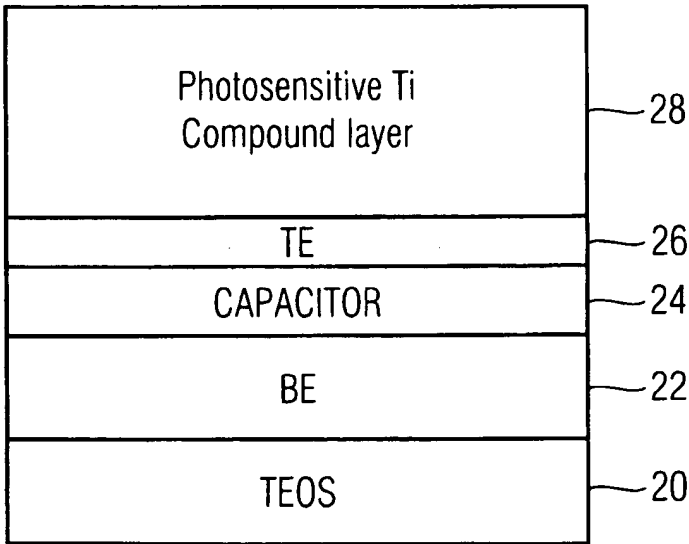 Photosensitive Ti
Compound layer
28
TE
26
CAPACITOR
24
BE
22
TEOS
20